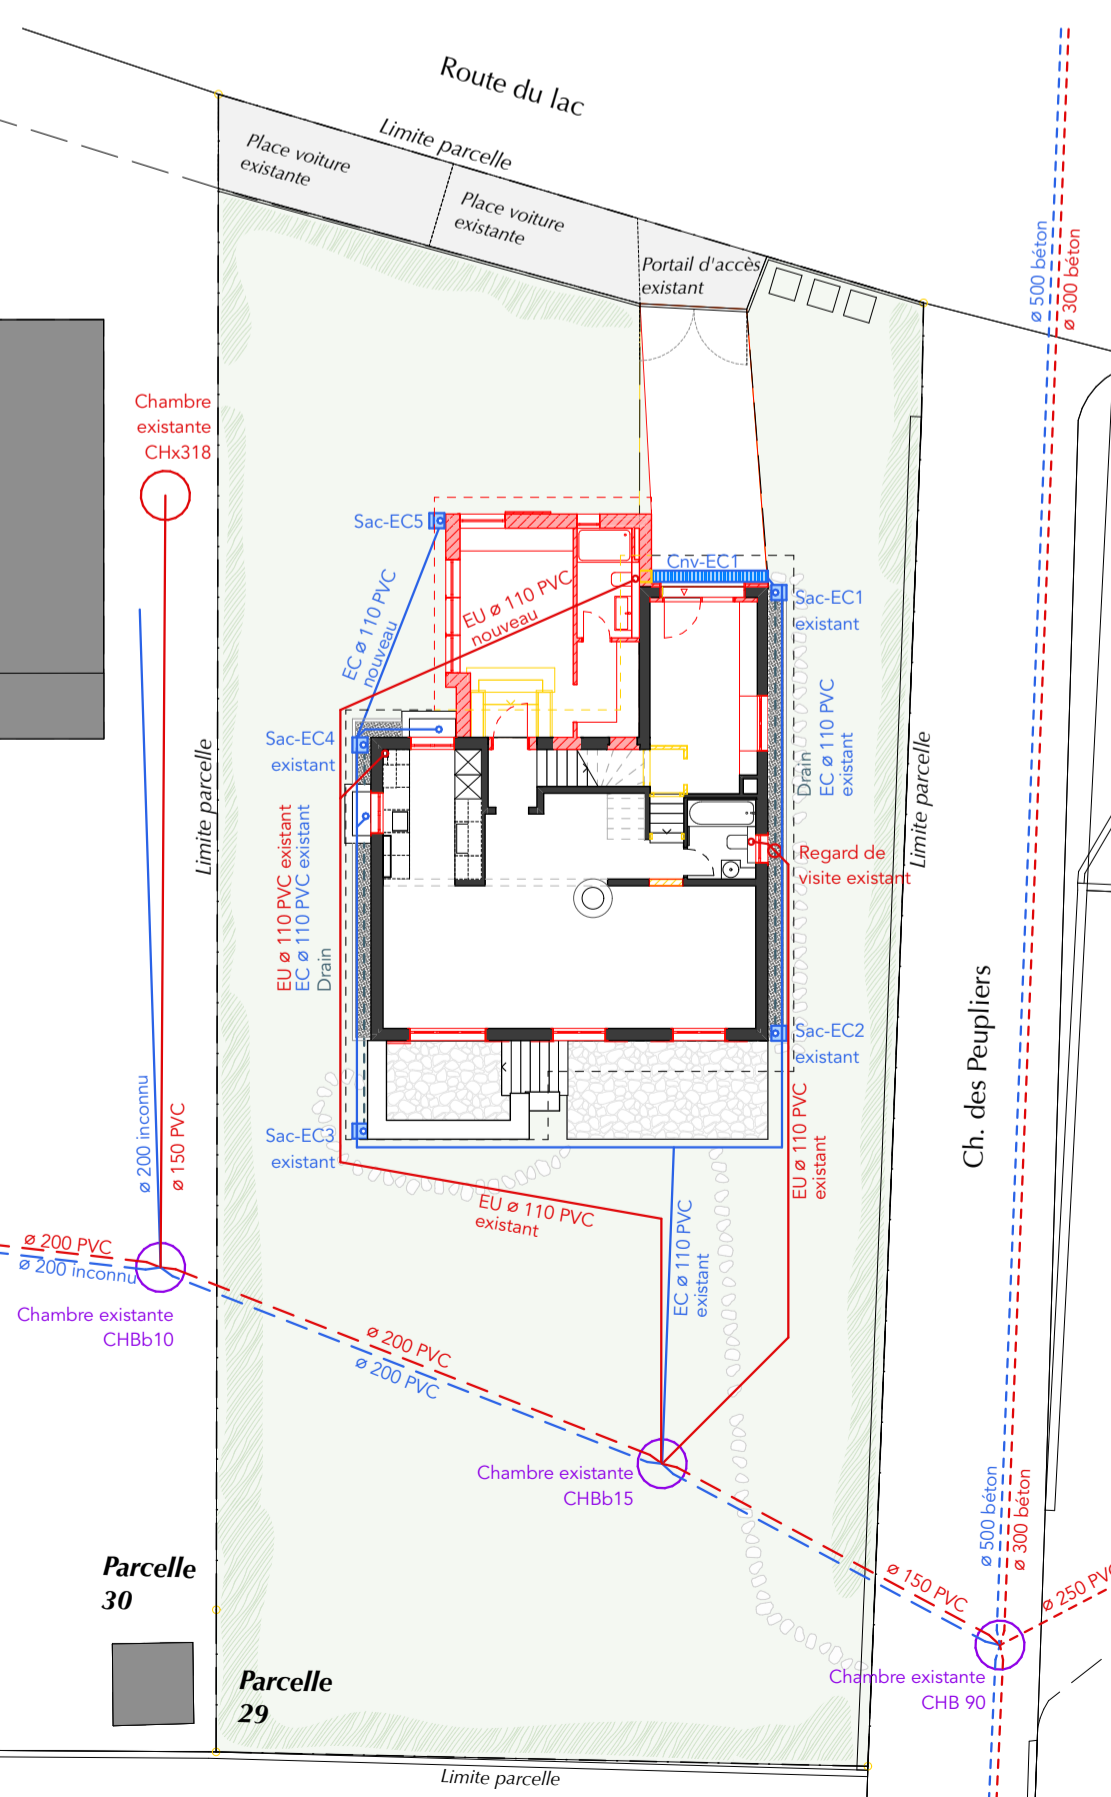 Route du lac
Limite parcelle
Place voiture
existante
Place voiture
existante
Portail d'accès
existant
ø 500 béton
ø 300 béton
Chambre
existante
CHx318
Sac-EC5
Cnv-EC1
Sac-EC1
existant
EU ø 110 PVC
nouveau
EC ø 110 PVC
nouveau
Sac-EC4
existant
Drain
EC ø 110 PVC
existant
Limite parcelle
Limite parcelle
Regard de
visite existant
EU ø 110 PVC existant
EC ø 110 PVC existant
Drain
Ch. des Peupliers
Sac-EC2
existant
Sac-EC3
existant
ø 200 inconnu
ø 150 PVC
EU ø 110 PVC
existant
EU ø 110 PVC
existant
EC ø 110 PVC
existant
ø 200 PVC
ø 200 inconnu
Chambre existante
CHBb10
ø 200 PVC
ø 200 PVC
Chambre existante
CHBb15
ø 500 béton
ø 300 béton
ø 150 PVC
ø 250 PVC
Parcelle
30
Chambre existante
CHB 90
Parcelle
29
Limite parcelle